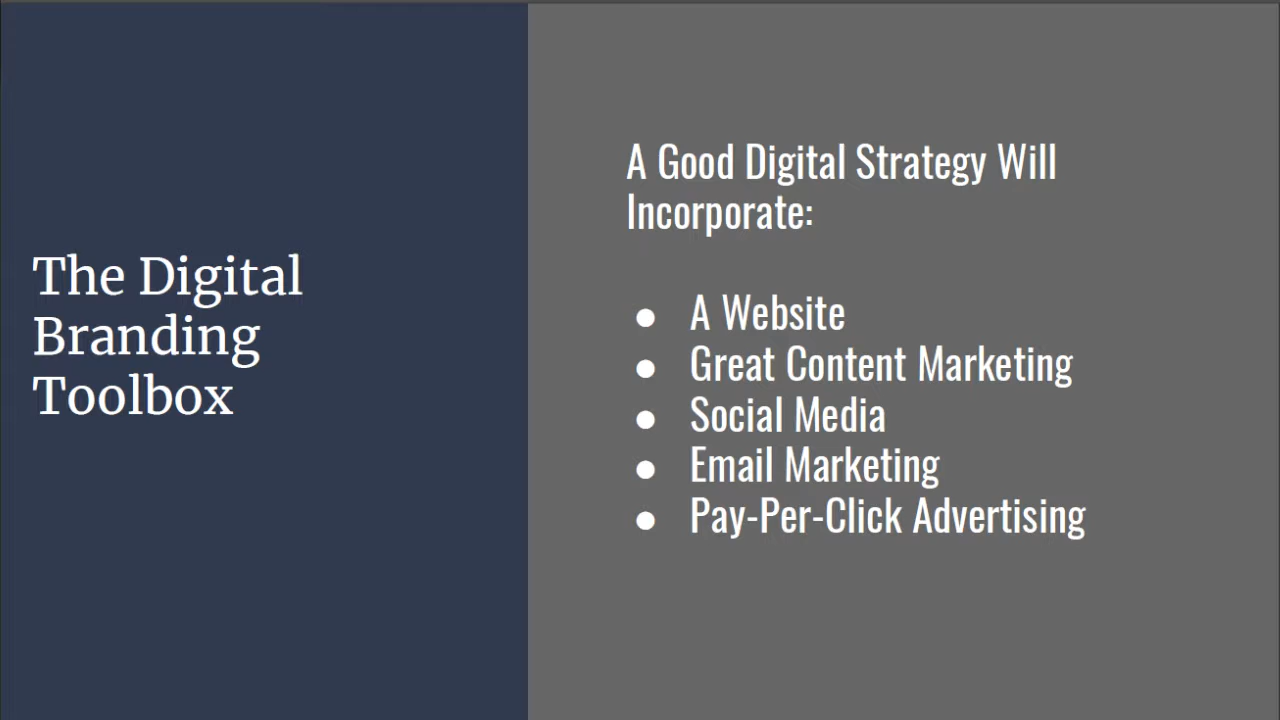 The Digital
Branding
Toolbox
A Good Digital Strategy Will
Incorporate:
● A Website
● Great Content Marketing
● Social Media
● Email Marketing
● Pay-Per-Click Advertising